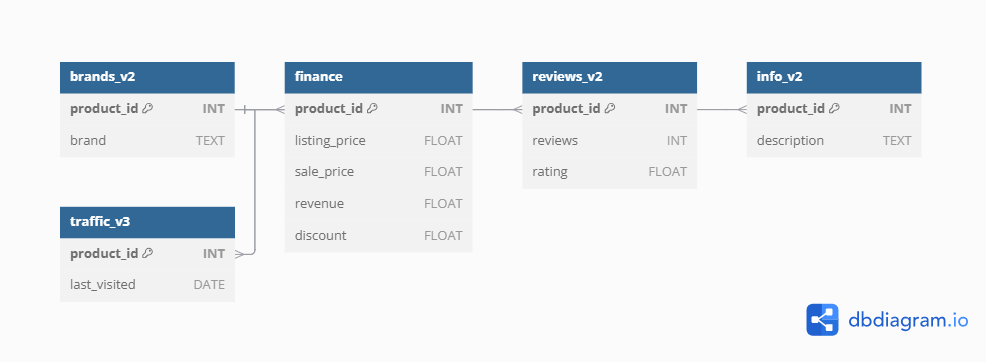 brands_v2
product_id INT
brand TEXT
traffic_v3
product_id INT
last_visited DATE
finance
product_id INT
listing_price FLOAT
sale_price FLOAT
revenue FLOAT
discount FLOAT
reviews_v2
product_id INT
reviews INT
rating FLOAT
info_v2
product_id INT
description TEXT
dbdiagram.io